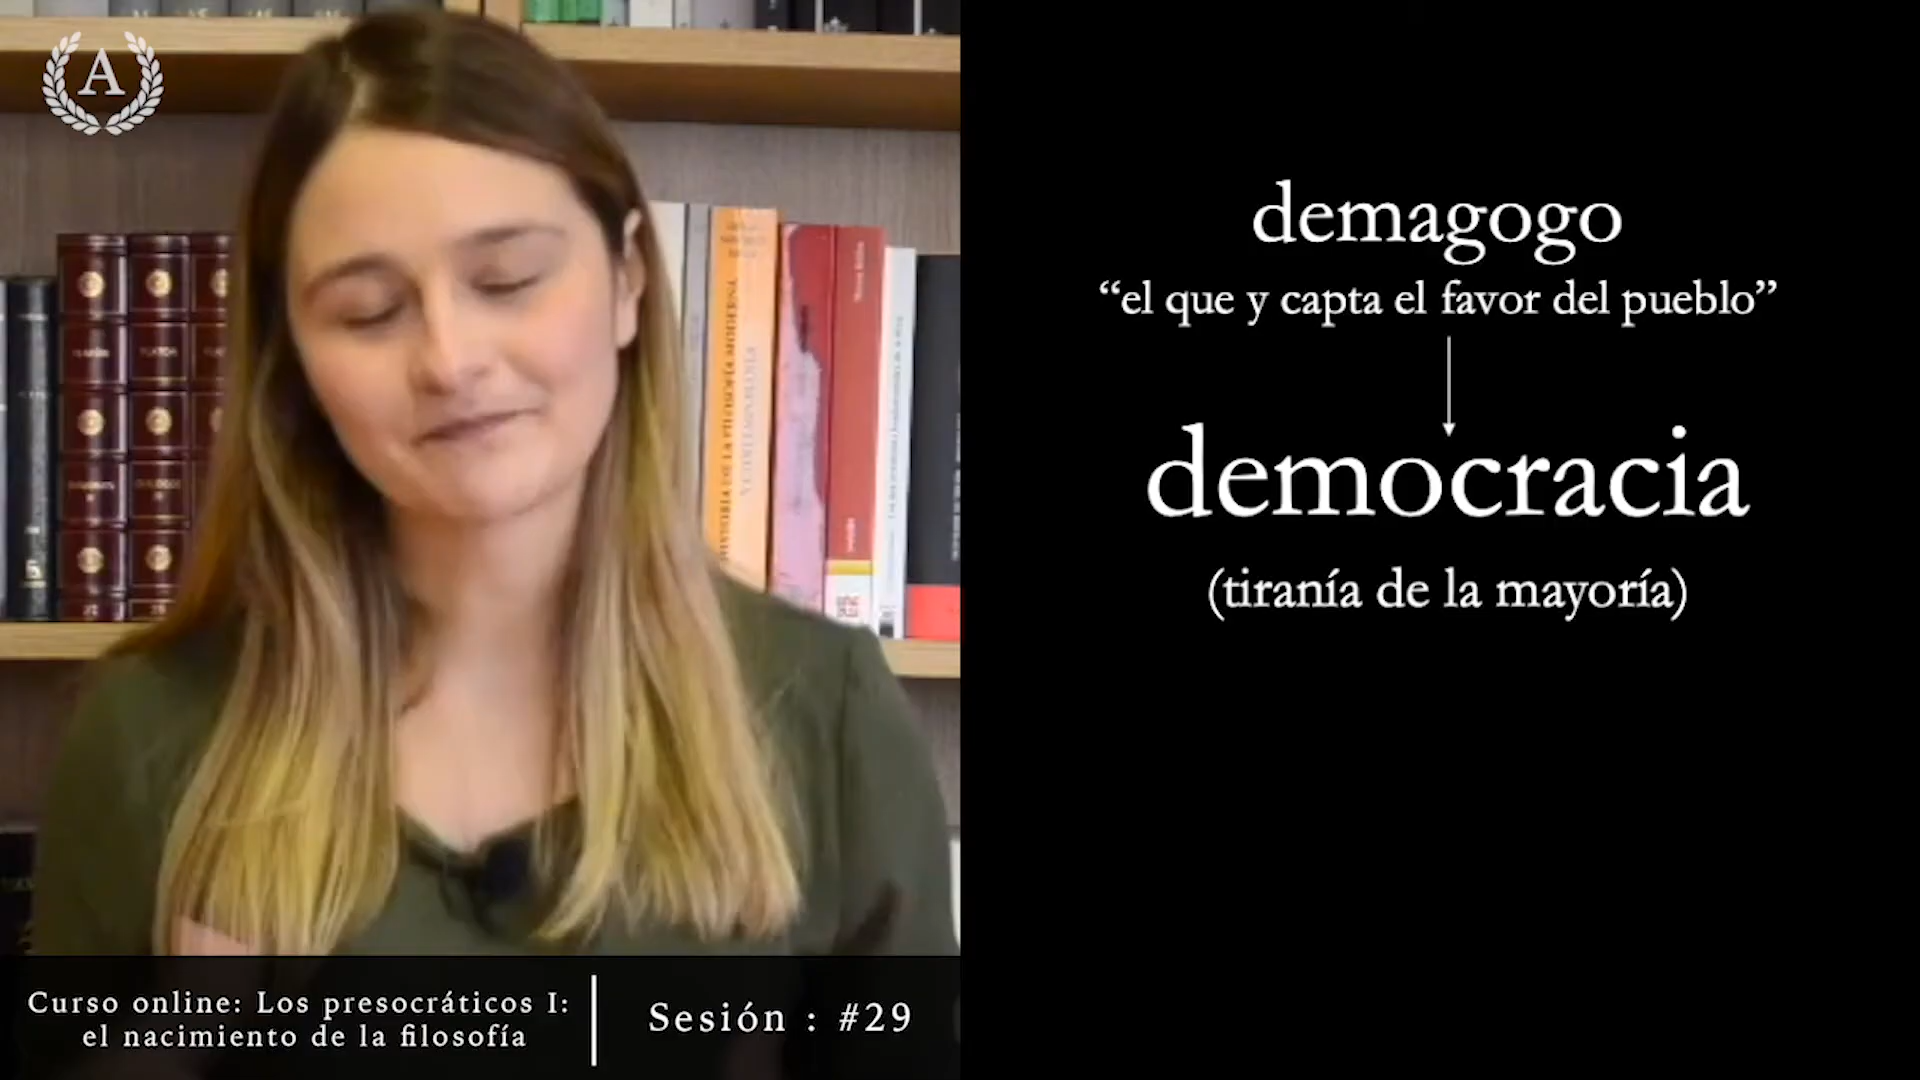 A
demagogo
“el que y capta el favor del pueblo”
democracia
(tiranía de la mayoría)
Curso online: Los presocráticos I:
el nacimiento de la filosofía
Sesión : #29